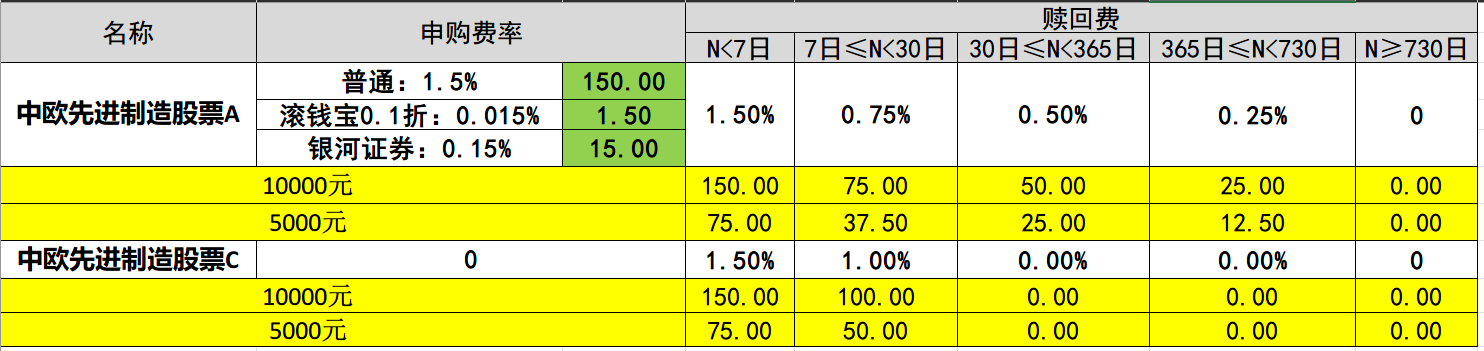 名称 申购费率 赎回费
N<7日 7日≤N<30日 30日≤N<365日 365日≤N<730日 N≥730日
中欧先进制造股票A 普通：1.5% 150.00 1.50% 0.75% 0.50% 0.25% 0
滚钱宝0.1折：0.015% 1.50
银河证券：0.15% 15.00
10000元 150.00 75.00 50.00 25.00 0.00
5000元 75.00 37.50 25.00 12.50 0.00
中欧先进制造股票C 0 1.50% 1.00% 0.00% 0.00% 0
10000元 150.00 100.00 0.00 0.00 0.00
5000元 75.00 50.00 0.00 0.00 0.00